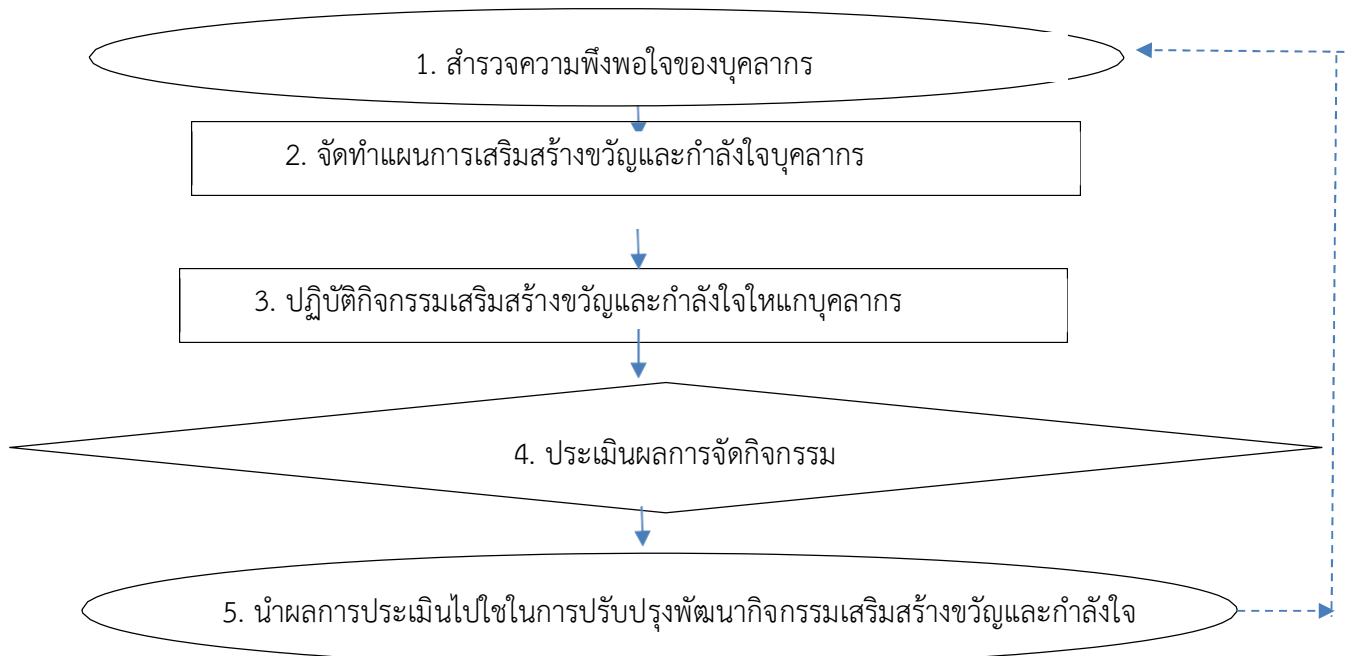 1. สำรวจความพึงพอใจของบุคลากร
2. จัดทำแผนการเสริมสร้างขวัญและกำลังใจบุคลากร
3. ปฏิบัติกิจกรรมเสริมสร้างขวัญและกำลังใจใหแกบุคลากร
4. ประเมินผลการจัดกิจกรรม
5. นำผลการประเมินไปใชในการปรับปรุงพัฒนากิจกรรมเสริมสร้างขวัญและกำลังใจ